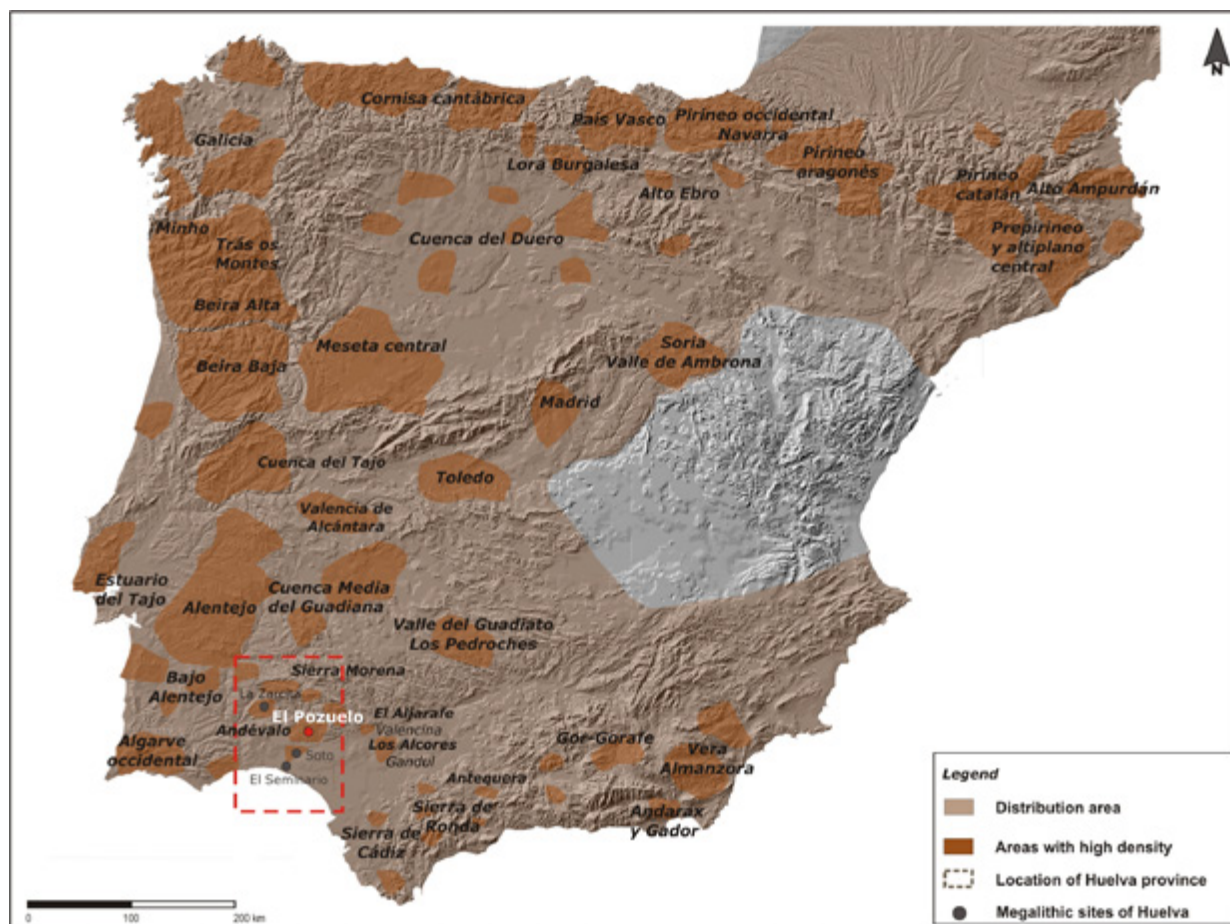 N
Cornisa cantábrica
Galicia
País Vasco
Pirineo occidental
Navarra
Lora Burgalesa
Pirineo
aragonés
Alto Ebro
Pirineo
catalán
Alto Ampurdán
Minho
Trás os
Montes
Cuenca del Duero
Prepirineo
y altiplano
central
Beira Alta
Meseta central
Beira Baja
Soria
Valle de Ambrona
Madrid
Cuenca del Tajo
Toledo
Valencia de
Alcántara
Estuario
del Tajo
Alentejo
Cuenca Media
del Guadiana
Valle del Guadiato
Los Pedroches
Bajo
Alentejo
Sierra Morena
La Zarcita
El Pozuelo
Andévalo
El Aljarafe
Valencina
Los Alcores
Gandul
Algarve
occidental
Soto
El Seminario
Gor-Gorafe
Vera
Almanzora
Antequera
Sierra de
Ronda
Andarax
y Gador
Sierra de
Cádiz
Legend
Distribution area
Areas with high density
Location of Huelva province
Megalithic sites of Huelva
0 100 200 km